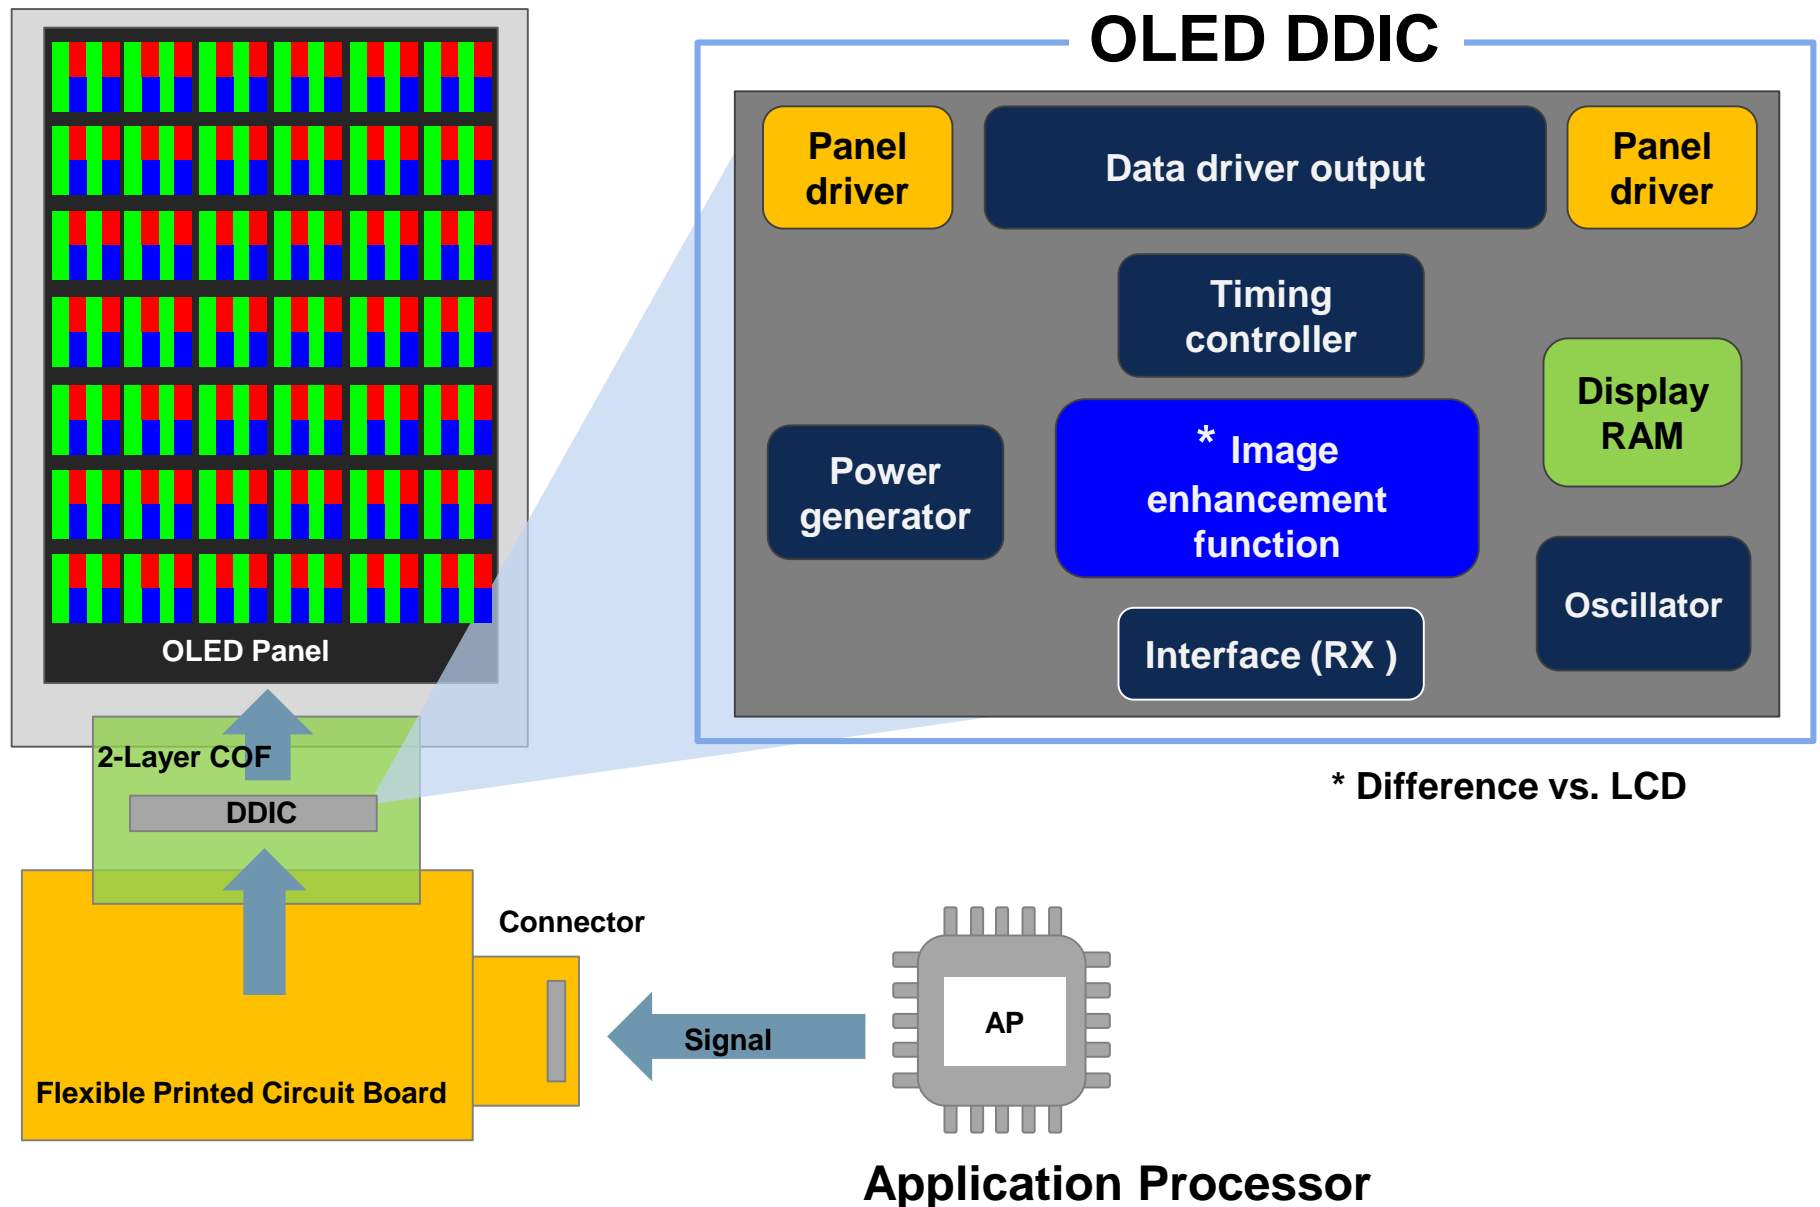 OLED DDIC
Panel
driver
Data driver output
Panel
driver
Timing
controller
Display
RAM
* Image
enhancement
function
Power
generator
Oscillator
Interface (RX )
OLED Panel
2-Layer COF
DDIC
* Difference vs. LCD
Connector
Signal
AP
Flexible Printed Circuit Board
Application Processor